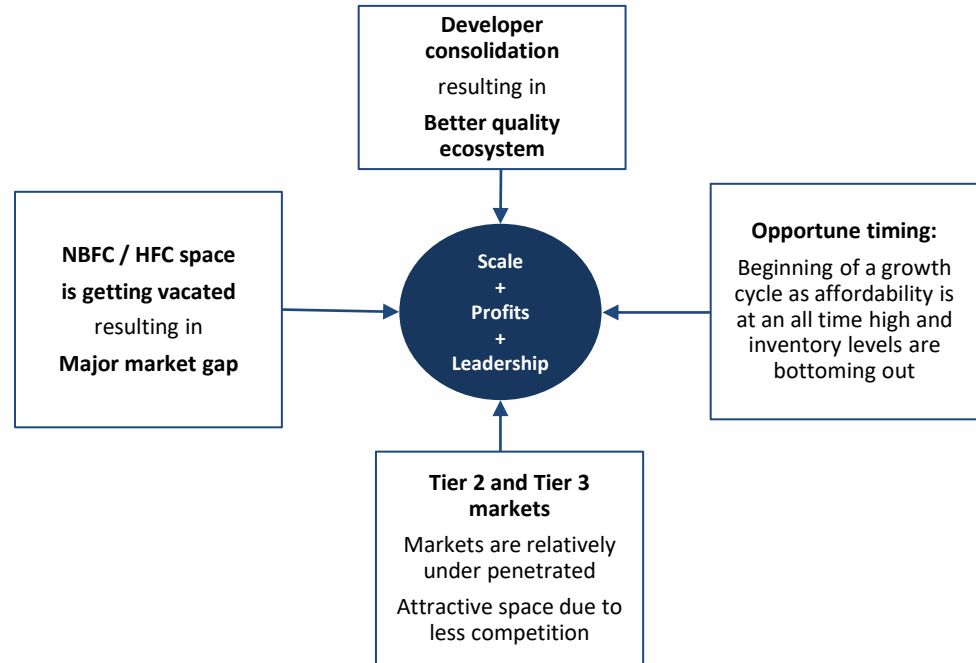 Developer
consolidation
resulting in
Better quality
ecosystem
NBFC / HFC space
is getting vacated
resulting in
Major market gap
Scale
+
Profits
+
Leadership
Opportune timing:
Beginning of a growth
cycle as affordability is
at an all time high and
inventory levels are
bottoming out
Tier 2 and Tier 3
markets
Markets are relatively
under penetrated
Attractive space due to
less competition